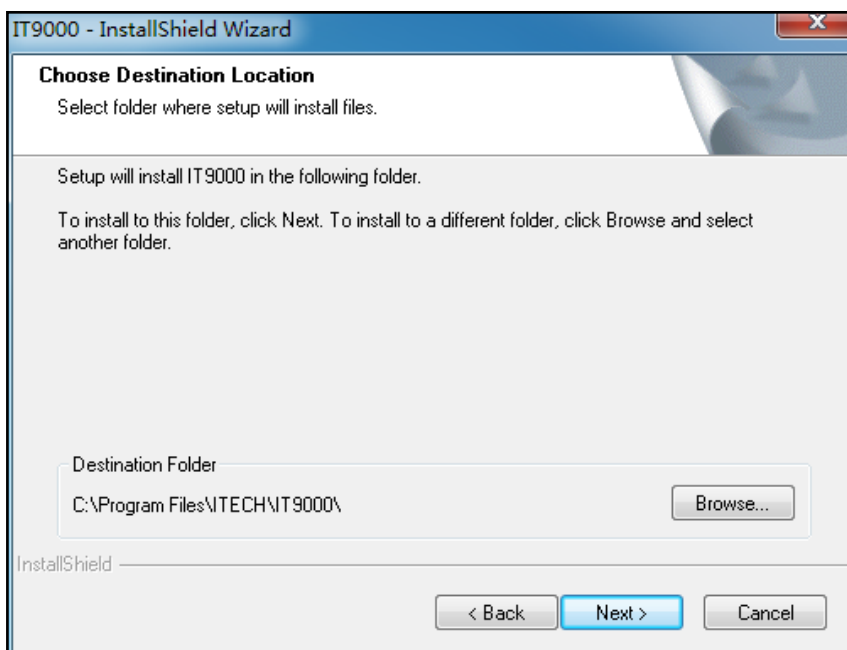 IT9000 - InstallShield Wizard
Choose Destination Location
Select folder where setup will install files.
Setup will install IT9000 in the following folder.
To install to this folder, click Next. To install to a different folder, click Browse and select
another folder.
Destination Folder
C:\Program Files\ITECH\IT9000\
Browse...
InstallShield
< Back
Next >
Cancel